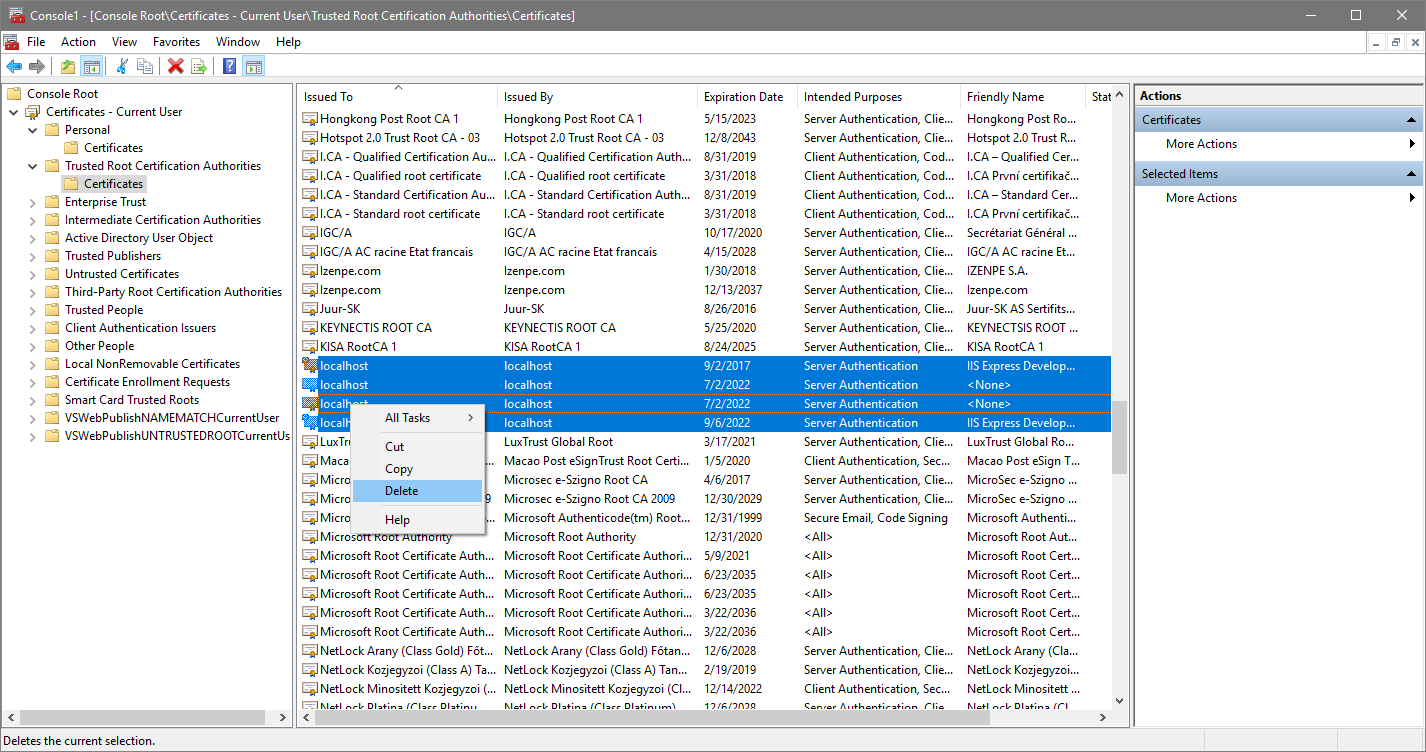 Console1 - [Console Root\Certificates - Current User\Trusted Root Certification Authorities\Certificates]
File Action View Favorites Window Help
Console Root
Certificates - Current User
Personal
Certificates
Trusted Root Certification Authorities
Certificates
Enterprise Trust
Intermediate Certification Authorities
Active Directory User Object
Trusted Publishers
Untrusted Certificates
Third-Party Root Certification Authorities
Trusted People
Client Authentication Issuers
Other People
Local NonRemovable Certificates
Certificate Enrollment Requests
Smart Card Trusted Roots
VSWebPublishNAMEMATCHCurrentUser
VSWebPublishUNTRUSTEDROOTCurrentUs
Issued To Issued By Expiration Date Intended Purposes Friendly Name Stat
Hongkong Post Root CA 1 Hongkong Post Root CA 1 5/15/2023 Server Authentication, Clie... Hongkong Post Ro...
Hotspot 2.0 Trust Root CA - 03 Hotspot 2.0 Trust Root CA - 03 12/8/2043 Server Authentication, Clie... Hotspot 2.0 Trust R...
I.CA - Qualified Certification Au... I.CA - Qualified Certification Auth... 8/31/2019 Client Authentication, Cod... I.CA – Qualified Cer...
I.CA - Qualified root certificate I.CA - Qualified root certificate 3/31/2018 Client Authentication, Cod... I.CA První certifikač...
I.CA - Standard Certification Au... I.CA - Standard Certification Auth... 8/31/2019 Client Authentication, Cod... I.CA – Standard Cer...
I.CA - Standard root certificate I.CA - Standard root certificate 3/31/2018 Client Authentication, Cod... I.CA První certifikač...
IGC/A IGC/A 10/17/2020 Server Authentication, Clie... Secrétariat Général ...
IGC/A AC racine Etat francais IGC/A AC racine Etat francais 4/15/2028 Server Authentication, Clie... IGC/A AC racine Et...
Izenpe.com Izenpe.com 1/30/2018 Server Authentication, Clie... IZENPE S.A.
Izenpe.com Izenpe.com 12/13/2037 Server Authentication, Clie... Izenpe.com
Juur-SK Juur-SK 8/26/2016 Server Authentication, Clie... Juur-SK AS Sertifits...
KEYNECTIS ROOT CA KEYNECTIS ROOT CA 5/25/2020 Server Authentication, Clie... KEYNECTIS ROOT ...
KISA RootCA 1 KISA RootCA 1 8/24/2025 Server Authentication, Clie... KISA RootCA 1
localhost localhost 9/2/2017 Server Authentication IIS Express Develop...
localhost localhost 7/2/2022 Server Authentication <None>
localhost localhost 7/2/2022 Server Authentication <None>
localh localhost 9/6/2022 Server Authentication IIS Express Develop...
LuxTru LuxTrust Global Root 3/17/2021 Server Authentication, Clie... LuxTrust Global Ro...
Macao ... Macao Post eSignTrust Root Certi... 1/5/2020 Client Authentication, Sec... Macao Post eSign T...
Micros Microsec e-Szigno Root CA 4/6/2017 Server Authentication, Clie... Microsec e-Szigno ...
Micros 9 Microsec e-Szigno Root CA 2009 12/30/2029 Server Authentication, Clie... Microsec e-Szigno ...
Micros ... Microsoft Authenticode(tm) Root... 12/31/1999 Secure Email, Code Signing Microsoft Authenti...
Microsoft Root Authority Microsoft Root Authority 12/31/2020 <All> Microsoft Root Aut...
Microsoft Root Certificate Auth... Microsoft Root Certificate Authori... 5/9/2021 <All> Microsoft Root Cert...
Microsoft Root Certificate Auth... Microsoft Root Certificate Authori... 6/23/2035 <All> Microsoft Root Cert...
Microsoft Root Certificate Auth... Microsoft Root Certificate Authori... 6/23/2035 <All> Microsoft Root Cert...
Microsoft Root Certificate Auth... Microsoft Root Certificate Authori... 3/22/2036 <All> Microsoft Root Cert...
Microsoft Root Certificate Auth... Microsoft Root Certificate Authori... 3/22/2036 <All> Microsoft Root Cert...
NetLock Arany (Class Gold) Főt... NetLock Arany (Class Gold) Főtan... 12/6/2028 Server Authentication, Clie... NetLock Arany (Cla...
NetLock Kozjegyzoi (Class A) Tan... NetLock Kozjegyzoi (Class A) Tan... 2/19/2019 Server Authentication, Clie... NetLock Kozjegyzoi...
NetLock Minositett Kozjegyzoi (... NetLock Minositett Kozjegyzoi (Cl... 12/14/2022 Client Authentication, Sec... NetLock Minositett ...
NetLock Platina (Class Platinu... NetLock Platina (Class Platinum) ... 12/6/2028 Server Authentication, Clie... NetLock Platina (Cl...
All Tasks
Cut
Copy
Delete
Help
Actions
Certificates
More Actions
Selected Items
More Actions
Deletes the current selection.